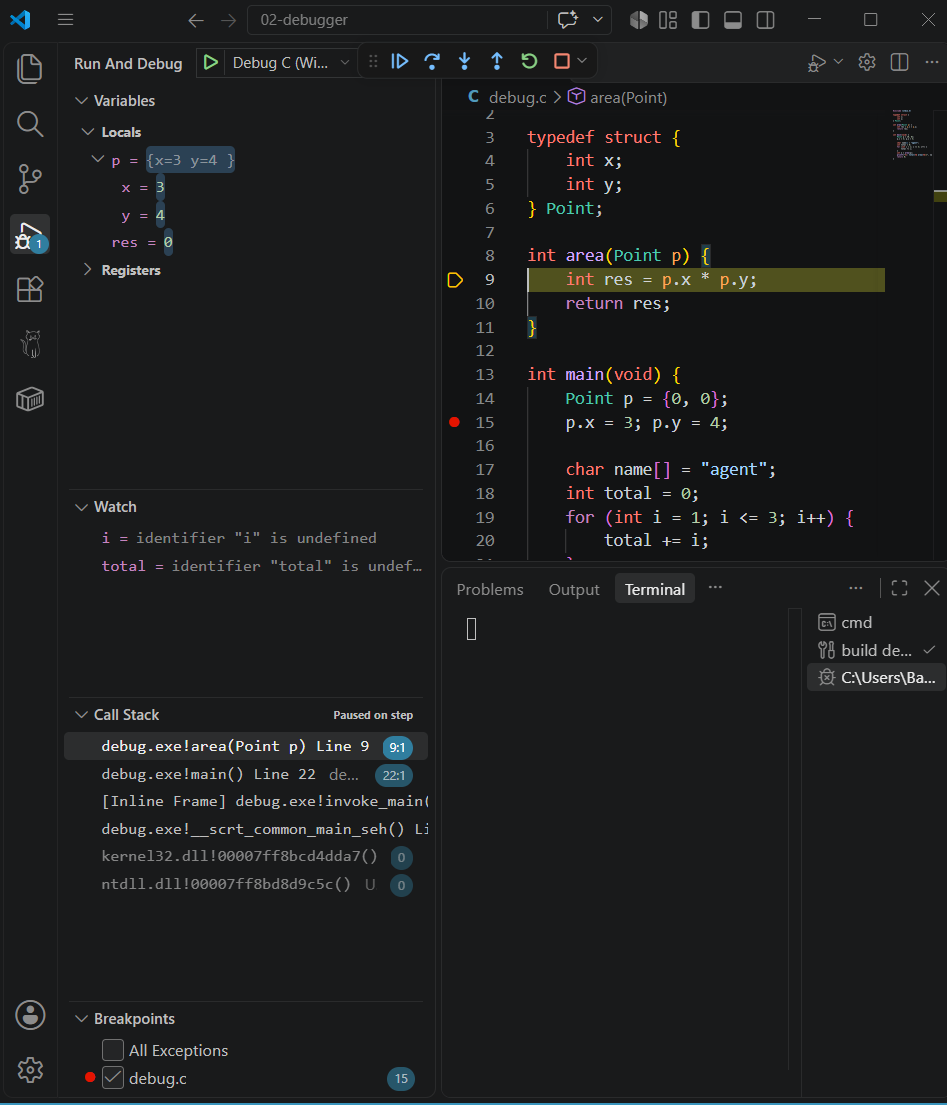 02-debugger
Run And Debug
Debug C (Wi...
Variables
Locals
p = {x=3 y=4 }
x = 3
y = 4
res = 0
Registers
Watch
i = identifier "i" is undefined
total = identifier "total" is undef…
Call Stack
Paused on step
debug.exe!area(Point p) Line 9 9:1
debug.exe!main() Line 22 de... 22:1
[Inline Frame] debug.exe!invoke_main(
debug.exe!__scrt_common_main_seh() Li
kernel32.dll!00007ff8bcd4dda7() 0
ntdll.dll!00007ff8bd8d9c5c() U 0
Breakpoints
All Exceptions
debug.c 15
1
C debug.c > area(Point)
2
3 typedef struct {
4 int x;
5 int y;
6 } Point;
7
8 int area(Point p) {
9 int res = p.x * p.y;
10 return res;
11 }
12
13 int main(void) {
14 Point p = {0, 0};
15 p.x = 3; p.y = 4;
16
17 char name[] = "agent";
18 int total = 0;
19 for (int i = 1; i <= 3; i++) {
20 total += i;
Problems Output Terminal
cmd
build de...
C:\Users\Ba...